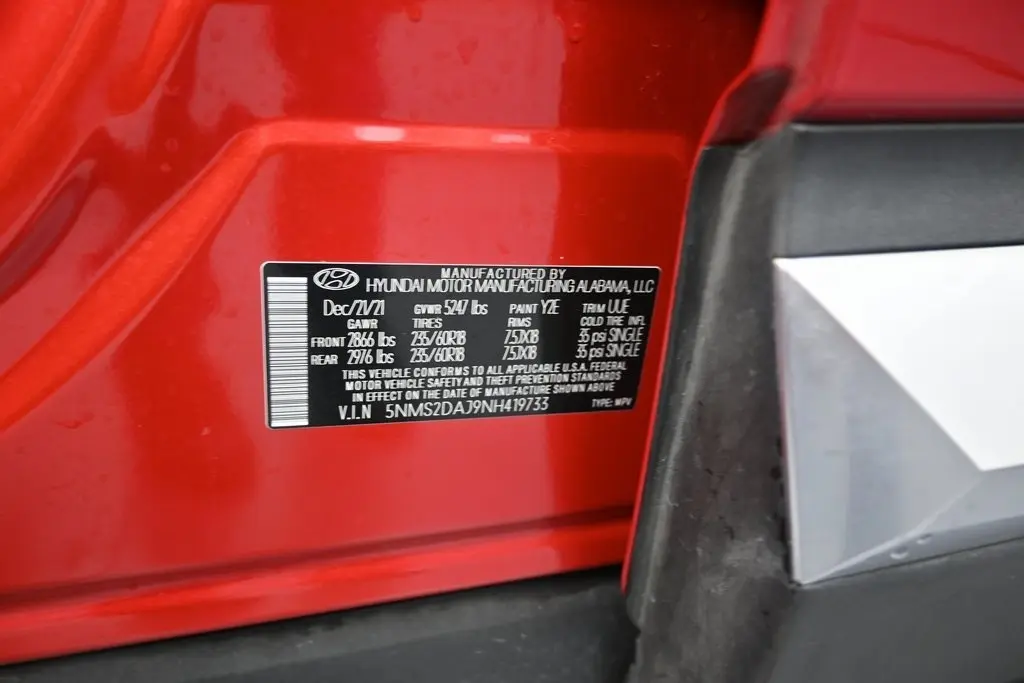 MANUFACTURED BY
HYUNDAI MOTOR MANUFACTURING ALABAMA, LLC
Dec/21/21 GVWR 5247 lbs PAINT Y2E TRIM UUE
GAWR TIRES RIMS COLD TIRE INFL
FRONT 2866 lbs 235/60R18 7.5JX18 35 psi SINGLE
REAR 2976 lbs 235/60R18 7.5JX18 35 psi SINGLE
THIS VEHICLE CONFORMS TO ALL APPLICABLE U.S.A. FEDERAL
MOTOR VEHICLE SAFETY AND THEFT PREVENTION STANDARDS
IN EFFECT ON THE DATE OF MANUFACTURE SHOWN ABOVE
V.I.N 5NMS2DAJ9NH419733 TYPE: MPV